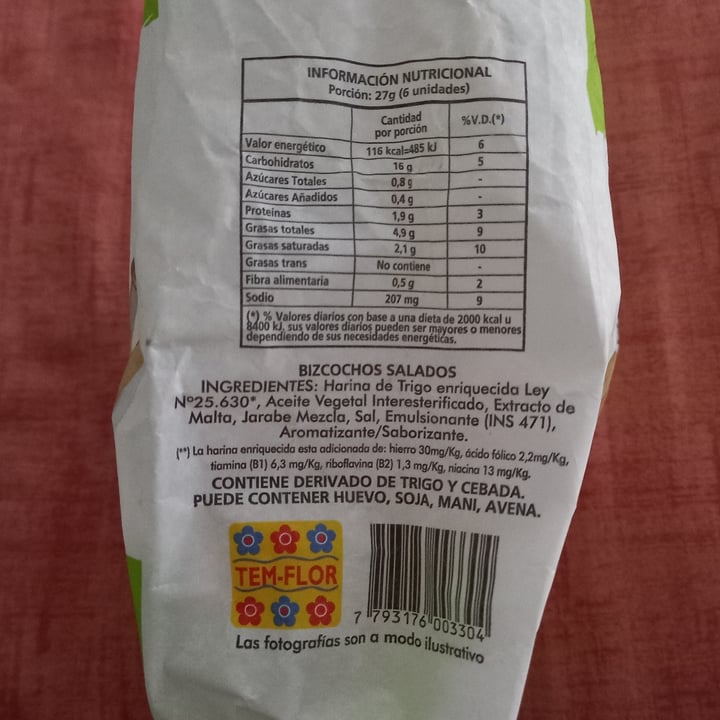 INFORMACIÓN NUTRICIONAL
Porción: 27g (6 unidades)
Cantidad por porción %V.D.(*)
Valor energético 116 kcal=485 kJ 6
Carbohidratos 16 g 5
Azúcares Totales 0,8 g -
Azúcares Añadidos 0,4 g -
Proteínas 1,9 g 3
Grasas totales 4,9 g 9
Grasas saturadas 2,1 g 10
Grasas trans No contiene -
Fibra alimentaria 0,5 g 2
Sodio 207 mg 9
(*) % Valores diarios con base a una dieta de 2000 kcal u
8400 kJ, sus valores diarios pueden ser mayores o menores
dependiendo de sus necesidades energéticas.
BIZCOCHOS SALADOS
INGREDIENTES: Harina de Trigo enriquecida Ley
Nº25.630*, Aceite Vegetal Interesterificado, Extracto de
Malta, Jarabe Mezcla, Sal, Emulsionante (INS 471),
Aromatizante/Saborizante.
(**) La harina enriquecida esta adicionada de: hierro 30mg/Kg, ácido fólico 2,2mg/Kg,
tiamina (B1) 6,3 mg/Kg, riboflavina (B2) 1,3 mg/Kg, niacina 13 mg/Kg.
CONTIENE DERIVADO DE TRIGO Y CEBADA.
PUEDE CONTENER HUEVO, SOJA, MANI, AVENA.
TEM-FLOR
7 793176 003304
Las fotografías son a modo ilustrativo